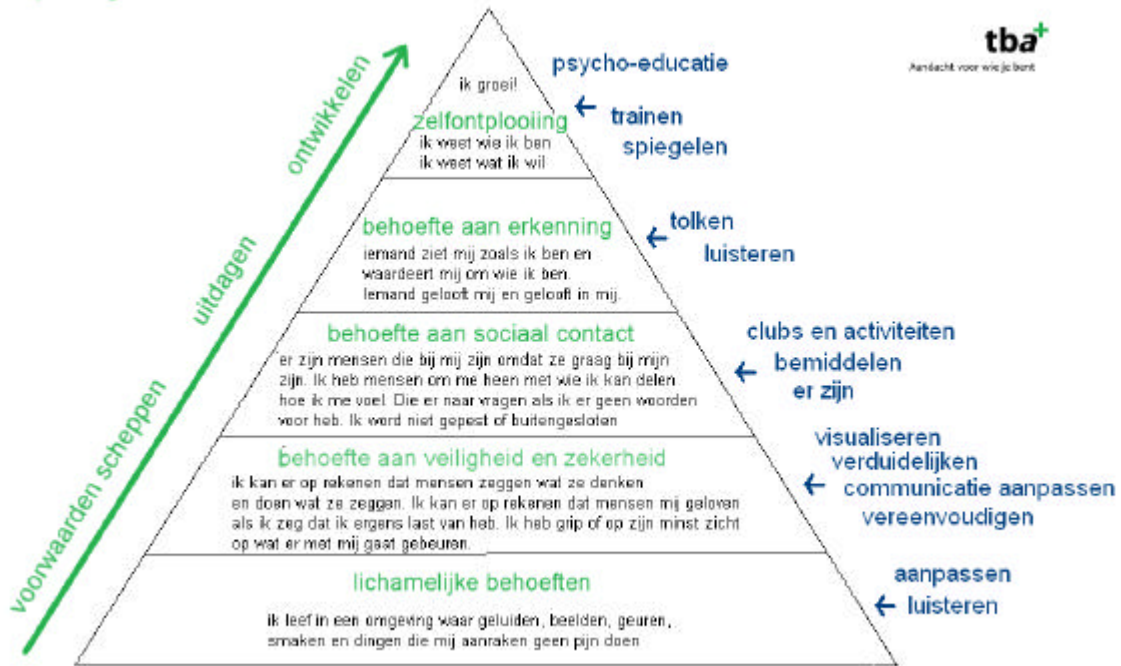 tba+
Aandacht voor wie je bent
voorwaarden scheppen
uitdagen
ontwikkelen
ik groei!
zelfontplooiing
ik weet wie ik ben
ik weet wat ik wil
psycho-educatie
← trainen
spiegelen
behoefte aan erkenning
iemand ziet mij zoals ik ben en
waardeert mij om wie ik ben.
Iemand gelooft mij en gelooft in mij.
tolken
← luisteren
behoefte aan sociaal contact
er zijn mensen die bij mij zijn omdat ze graag bij mijn
zijn. Ik heb mensen om me heen met wie ik kan delen
hoe ik me voel. Die er naar vragen als ik er geen woorden
voor heb. Ik word niet gepest of buitengesloten
clubs en activiteiten
← bemiddelen
er zijn
behoefte aan veiligheid en zekerheid
ik kan er op rekenen dat mensen zeggen wat ze denken
en doen wat ze zeggen. Ik kan er op rekenen dat mensen mij geloven
als ik zeg dat ik ergens last van heb. Ik heb grip of op zijn minst zicht
op wat er met mij gaat gebeuren.
visualiseren
verduidelijken
← communicatie aanpassen
vereenvoudigen
lichamelijke behoeften
ik leef in een omgeving waar geluiden, beelden, geuren,
smaken en dingen die mij aanraken geen pijn doen
aanpassen
← luisteren